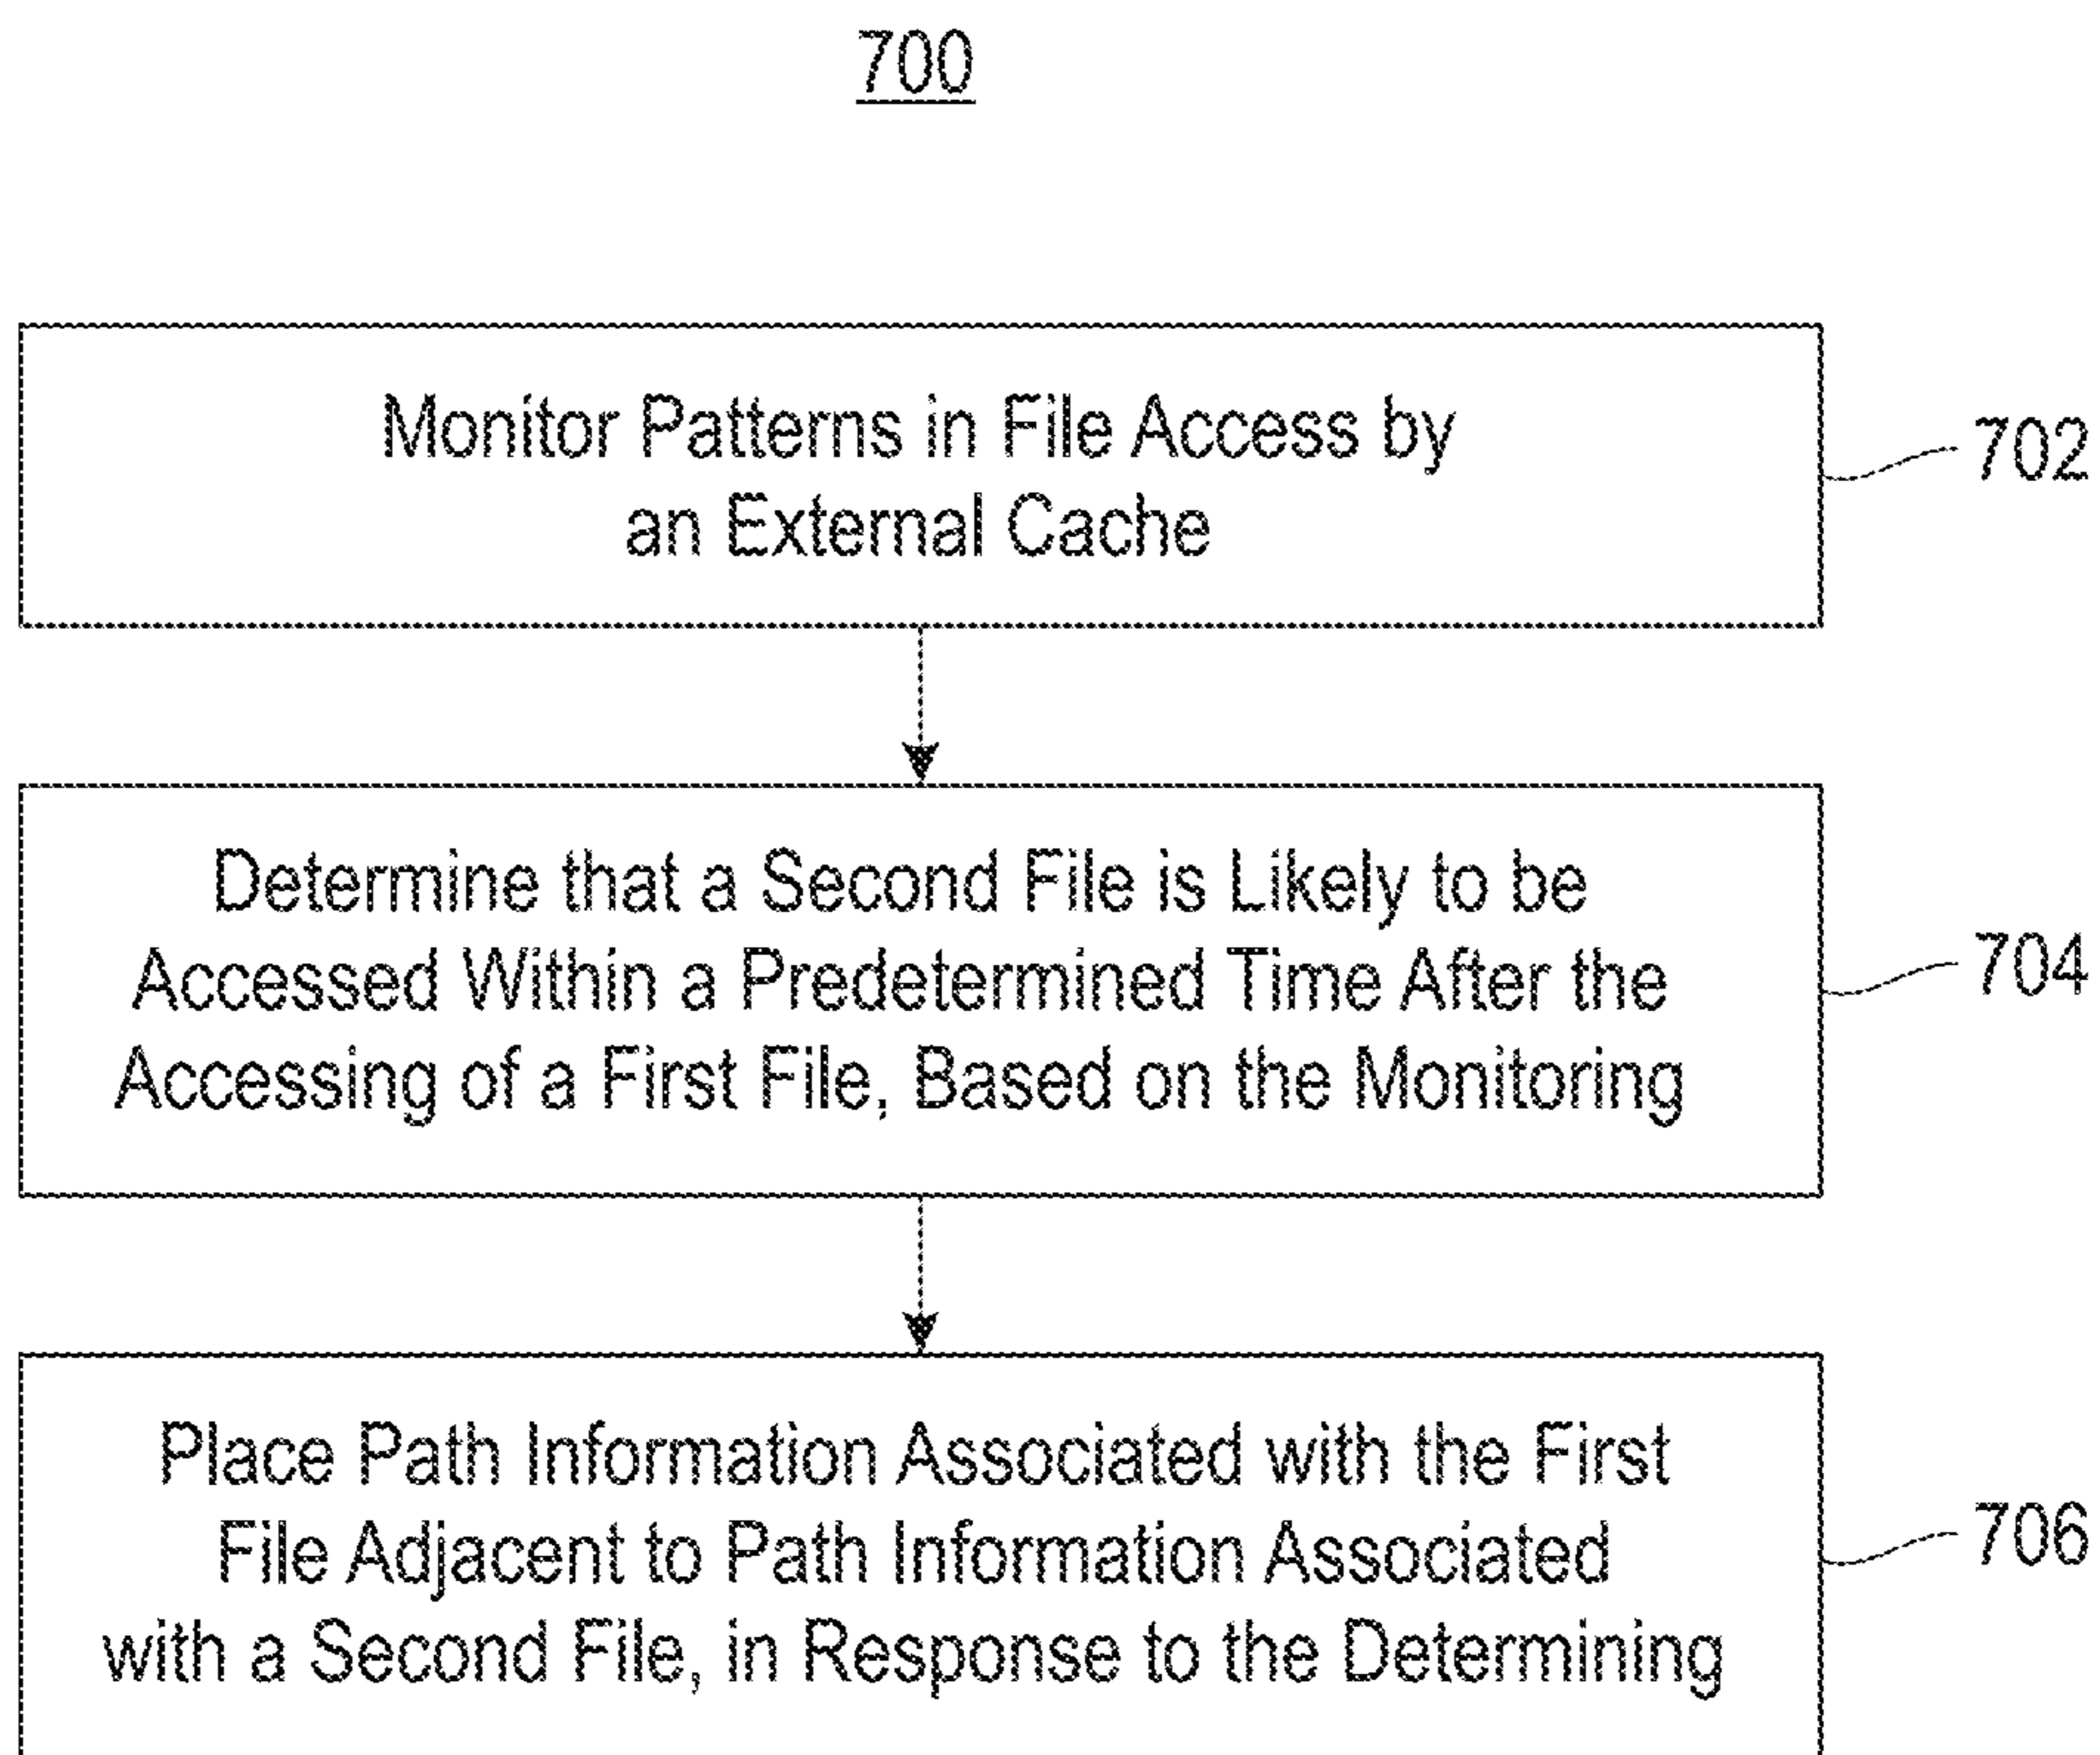 700
Monitor Patterns in File Access by
an External Cache
702
Determine that a Second File is Likely to be
Accessed Within a Predetermined Time After the
Accessing of a First File, Based on the Monitoring
704
Place Path Information Associated with the First
File Adjacent to Path Information Associated
with a Second File, in Response to the Determining
706